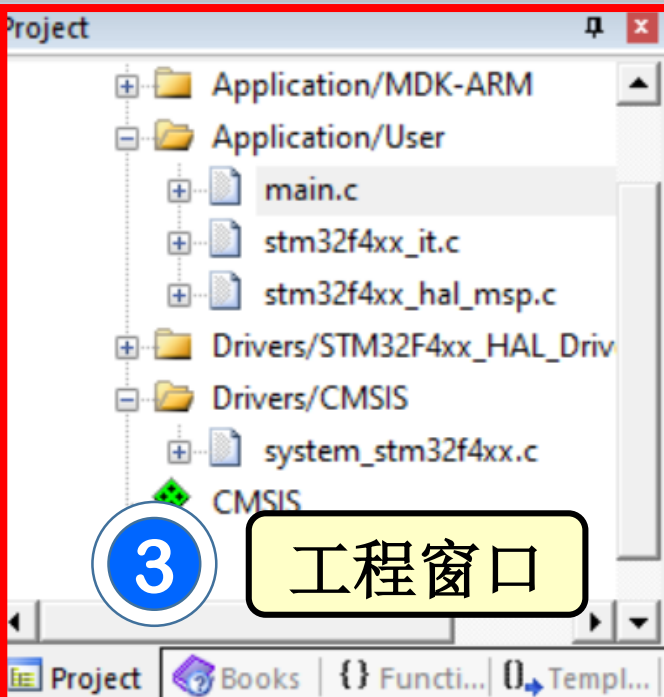 Project
Application/MDK-ARM
Application/User
main.c
stm32f4xx_it.c
stm32f4xx_hal_msp.c
Drivers/STM32F4xx_HAL_Driv
Drivers/CMSIS
system_stm32f4xx.c
CMSIS
3 工程窗口
Project Books {} Functi... 0 Templ...